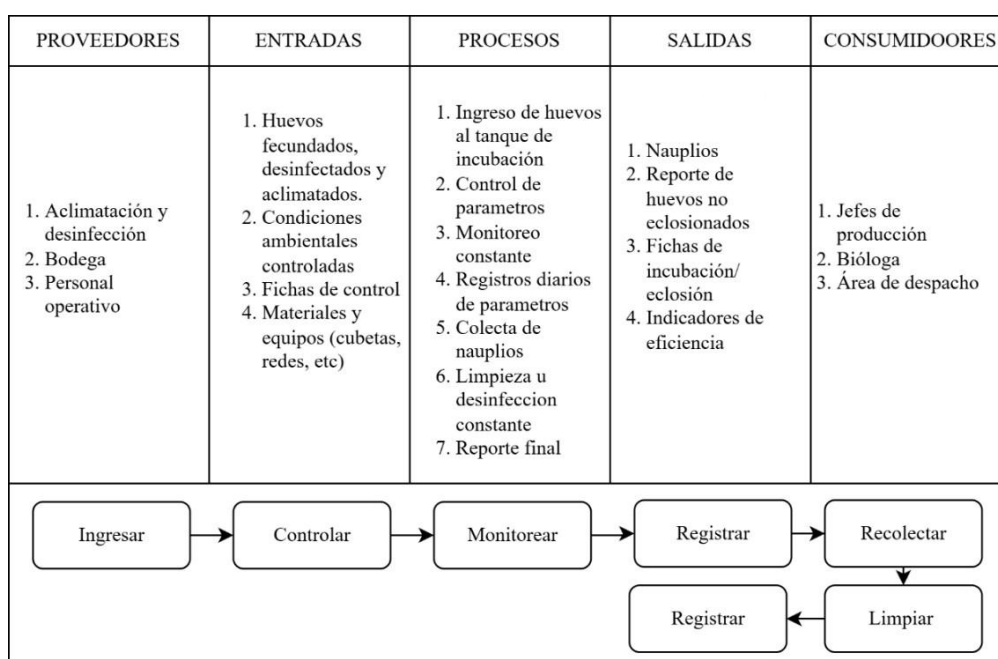 PROVEEDORES
ENTRADAS
PROCESOS
SALIDAS
CONSUMIDOORES
1. Aclimatación y
desinfección
2. Bodega
3. Personal
operativo
1. Huevos
fecundados,
desinfectados y
aclimatados.
2. Condiciones
ambientales
controladas
3. Fichas de control
4. Materiales y
equipos (cubetas,
redes, etc)
1. Ingreso de huevos
al tanque de
incubación
2. Control de
parametros
3. Monitoreo
constante
4. Registros diarios
de parametros
5. Colecta de
nauplios
6. Limpieza u
desinfeccion
constante
7. Reporte final
1. Nauplios
2. Reporte de
huevos no
eclosionados
3. Fichas de
incubación/
eclosión
4. Indicadores de
eficiencia
1. Jefes de
producción
2. Bióloga
3. Área de despacho
Ingresar
Controlar
Monitorear
Registrar
Recolectar
Limpiar
Registrar